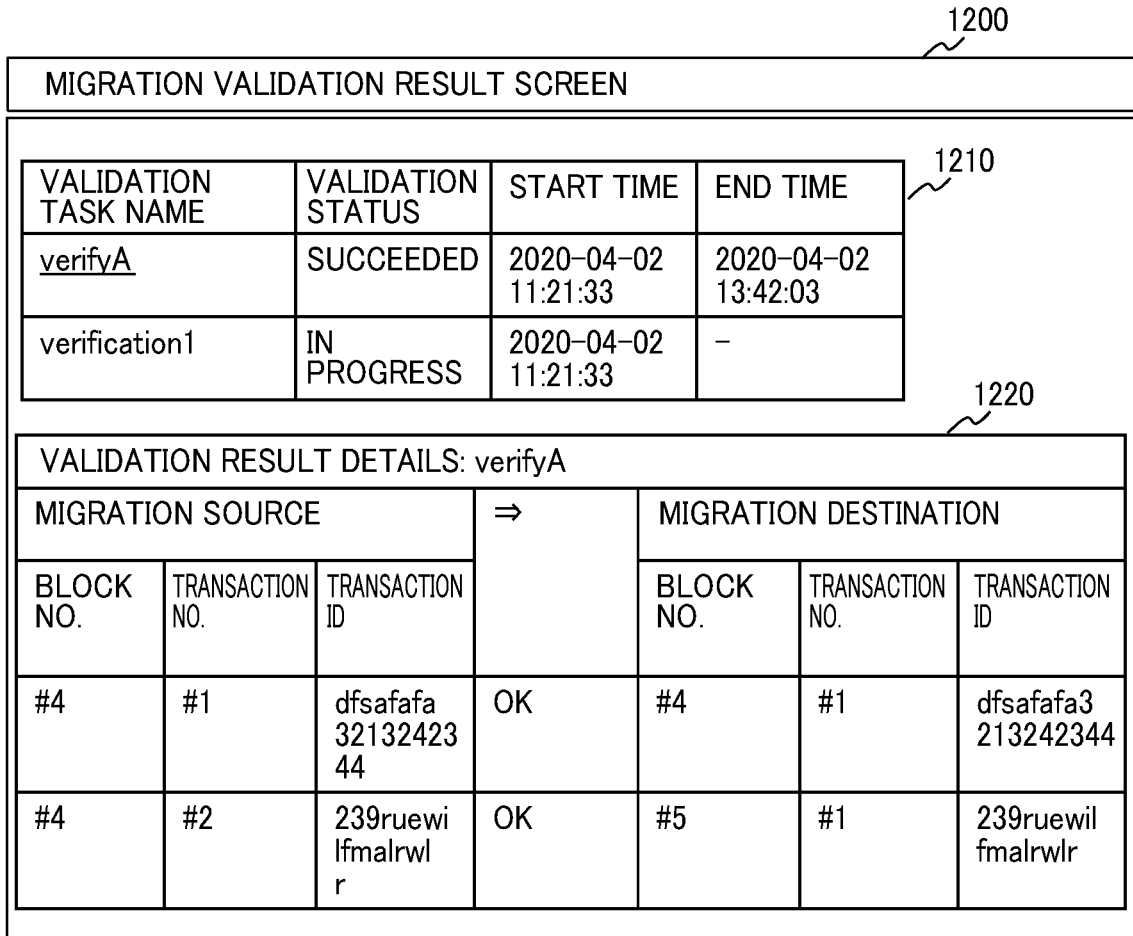 1200
MIGRATION VALIDATION RESULT SCREEN
1210
VALIDATION TASK NAME VALIDATION STATUS START TIME END TIME
verifyA SUCCEEDED 2020-04-02 11:21:33 2020-04-02 13:42:03
verification1 IN PROGRESS 2020-04-02 11:21:33 -
1220
VALIDATION RESULT DETAILS: verifyA
MIGRATION SOURCE ⇒ MIGRATION DESTINATION
BLOCK NO. TRANSACTION NO. TRANSACTION ID BLOCK NO. TRANSACTION NO. TRANSACTION ID
#4 #1 dfsafafa 32132423 44 OK #4 #1 dfsafafa3 213242344
#4 #2 239ruewi lfmalrwl r OK #5 #1 239ruewil fmalrwlr